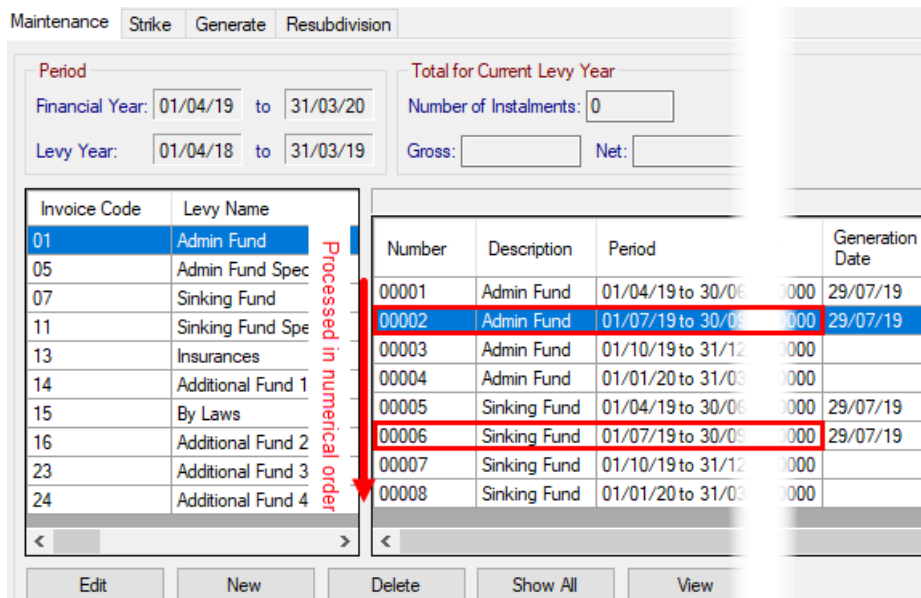 Maintenance Strike Generate Resubdivision
Period
Financial Year: 01/04/19 to 31/03/20
Levy Year: 01/04/18 to 31/03/19
Total for Current Levy Year
Number of Instalments: 0
Gross: Net:
Invoice Code Levy Name
01 Admin Fund
05 Admin Fund Spec
07 Sinking Fund
11 Sinking Fund Spe
13 Insurances
14 Additional Fund 1
15 By Laws
16 Additional Fund 2
23 Additional Fund 3
24 Additional Fund 4
Processed in numerical order
Number Description Period Generation Date
00001 Admin Fund 01/04/19 to 30/06 0000 29/07/19
00002 Admin Fund 01/07/19 to 30/09 000 29/07/19
00003 Admin Fund 01/10/19 to 31/12 0000
00004 Admin Fund 01/01/20 to 31/03 0000
00005 Sinking Fund 01/04/19 to 30/06 0000 29/07/19
00006 Sinking Fund 01/07/19 to 30/09 0000 29/07/19
00007 Sinking Fund 01/10/19 to 31/12 0000
00008 Sinking Fund 01/01/20 to 31/03 0000
Edit New Delete Show All View